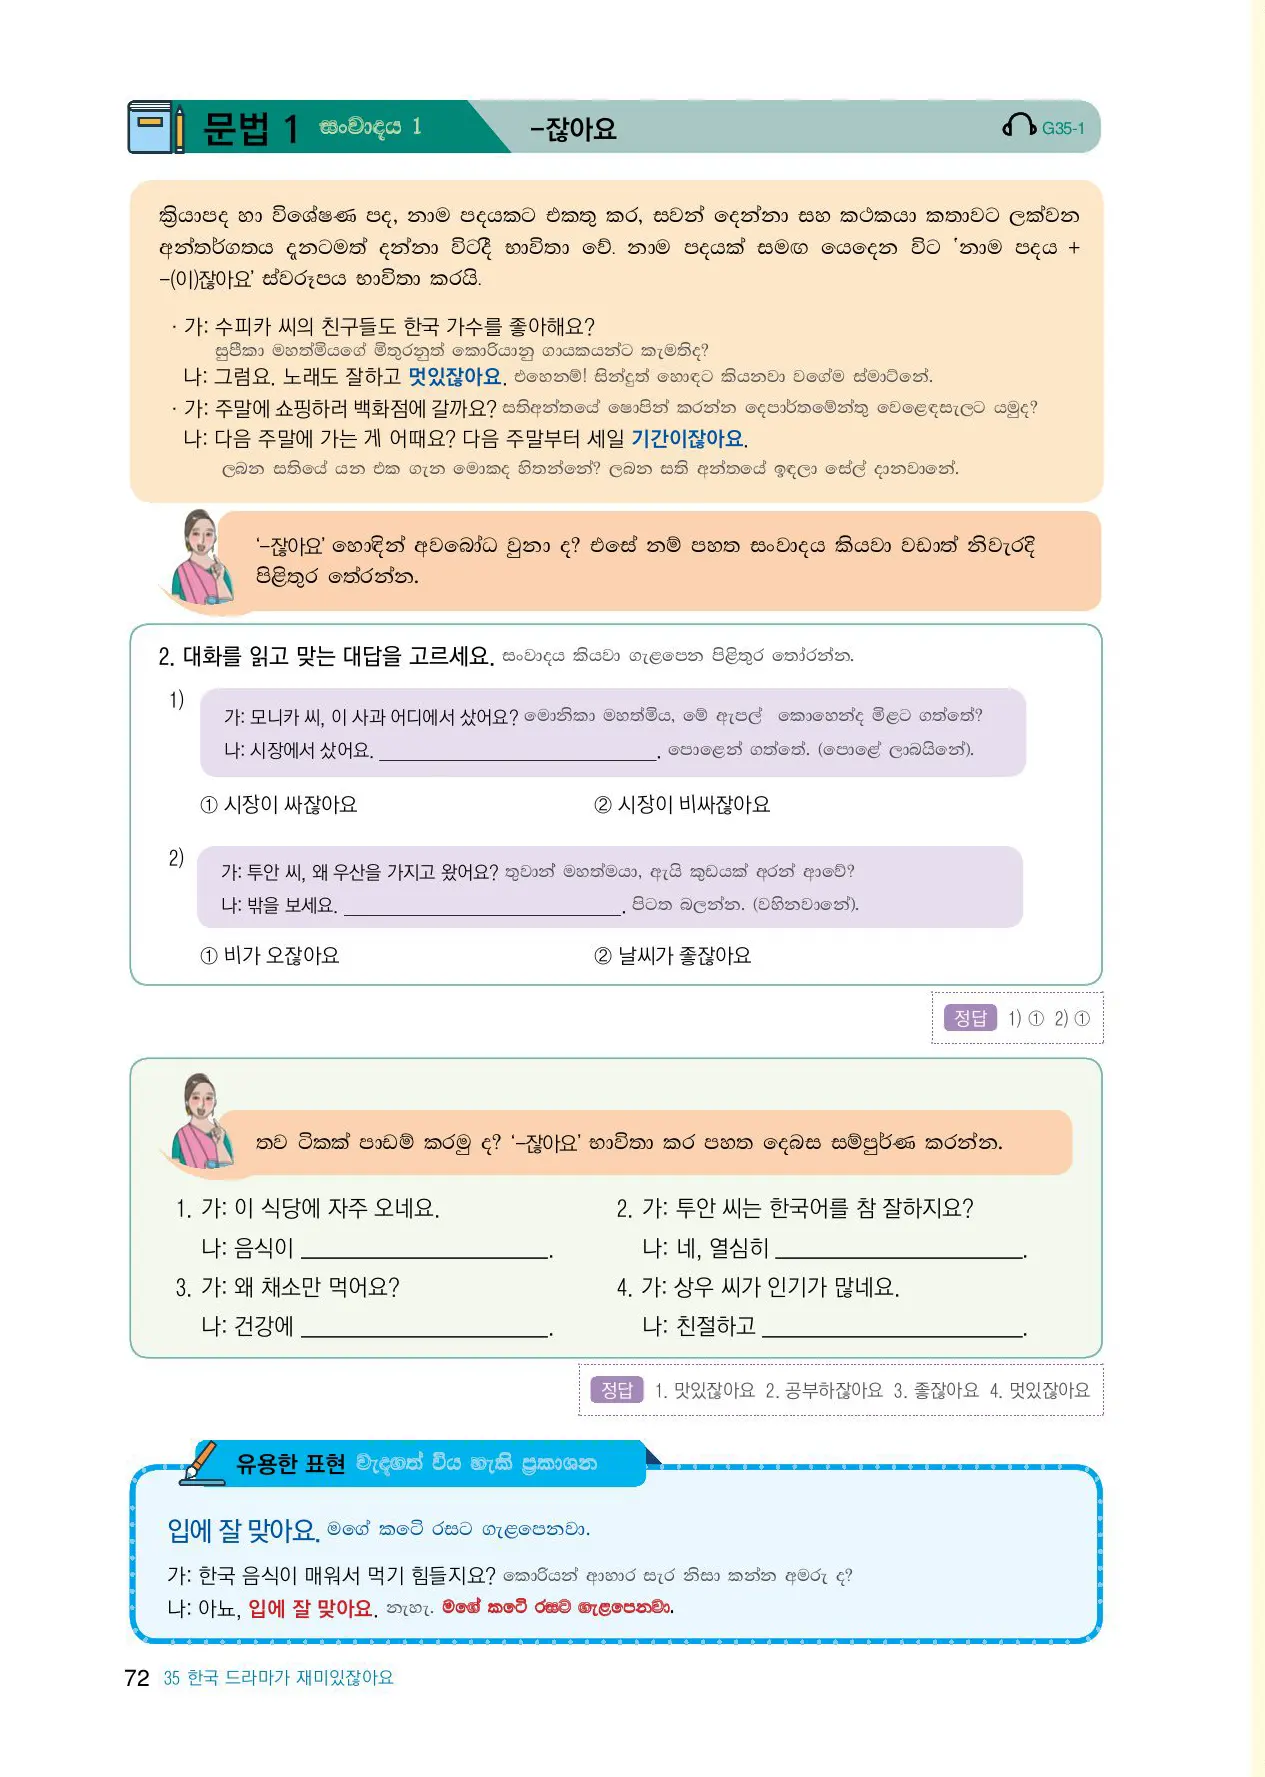 문법 1 සංවාදය 1 -잖아요 G35-1
ක්‍රියාපද හා විශේෂණ පද, නාම පදයකට එකතු කර, සවන් දෙන්නා සහ කථකයා කතාවට ලක්වන
අන්තර්ගතය දැනටමත් දන්නා විටදී භාවිතා වේ. නාම පදයක් සමඟ යෙදෙන විට ‘නාම පදය +
-(이)잖아요’ ස්වරූපය භාවිතා කරයි.
· 가: 수피카 씨의 친구들도 한국 가수를 좋아해요?
සුපිකා මහත්මියගේ මිතුරනුත් කොරියානු ගායකයන්ට කැමතිද?
나: 그럼요. 노래도 잘하고 멋있잖아요. එහෙනම්! සින්දුත් හොඳට කියනවා වගේම ස්මාට්නේ.
· 가: 주말에 쇼핑하러 백화점에 갈까요? සතිඅන්තයේ ෂොපින් කරන්න දෙපාර්තමේන්තු වෙළෙඳසැලට යමුද?
나: 다음 주말에 가는 게 어때요? 다음 주말부터 세일 기간이잖아요.
ලබන සතියේ යන එක ගැන මොකද හිතන්නේ? ලබන සති අන්තයේ ඉඳලා සේල් දානවානේ.
‘-잖아요’ හොඳින් අවබෝධ වුනා ද? එසේ නම් පහත සංවාදය කියවා වඩාත් නිවැරදි
පිළිතුර තේරන්න.
2. 대화를 읽고 맞는 대답을 고르세요. සංවාදය කියවා ගැළපෙන පිළිතුර තෝරන්න.
1)
가: 모니카 씨, 이 사과 어디에서 샀어요? මොනිකා මහත්මිය, මේ ඇපල් කොහෙන්ද මිළට ගත්තේ?
나: 시장에서 샀어요. ____________. පොළෙන් ගත්තේ. (පොළේ ලාබයිනේ).
① 시장이 싸잖아요 ② 시장이 비싸잖아요
2)
가: 투안 씨, 왜 우산을 가지고 왔어요? තුවාන් මහත්මයා, ඇයි කුඩයක් අරන් ආවේ?
나: 밖을 보세요. ____________. පිටත බලන්න. (වහිනවානේ).
① 비가 오잖아요 ② 날씨가 좋잖아요
정답 1) ① 2) ①
තව ටිකක් පාඩම් කරමු ද? ‘-잖아요’ භාවිතා කර පහත දෙබස සම්පූර්ණ කරන්න.
1. 가: 이 식당에 자주 오네요.
나: 음식이 ____________.
2. 가: 투안 씨는 한국어를 참 잘하지요?
나: 네, 열심히 ____________.
3. 가: 왜 채소만 먹어요?
나: 건강에 ____________.
4. 가: 상우 씨가 인기가 많네요.
나: 친절하고 ____________.
정답 1. 맛있잖아요 2. 공부하잖아요 3. 좋잖아요 4. 멋있잖아요
유용한 표현 වැදගත් විය හැකි ප්‍රකාශන
입에 잘 맞아요. මගේ කටේ රසට ගැළපෙනවා.
가: 한국 음식이 매워서 먹기 힘들지요? කොරියන් ආහාර සැර නිසා කන්න අමරු ද?
나: 아뇨, 입에 잘 맞아요. නැහැ. මගේ කටේ රසට ගැළපෙනවා.
72 35 한국 드라마가 재미있잖아요